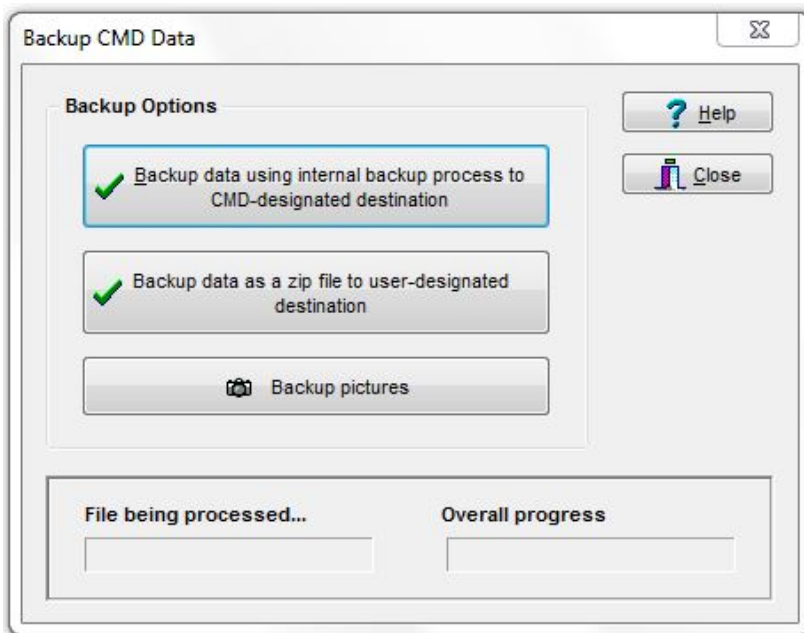 Backup CMD Data
Backup Options
Backup data using internal backup process to
CMD-designated destination
Backup data as a zip file to user-designated
destination
Backup pictures
Help
Close
File being processed...
Overall progress